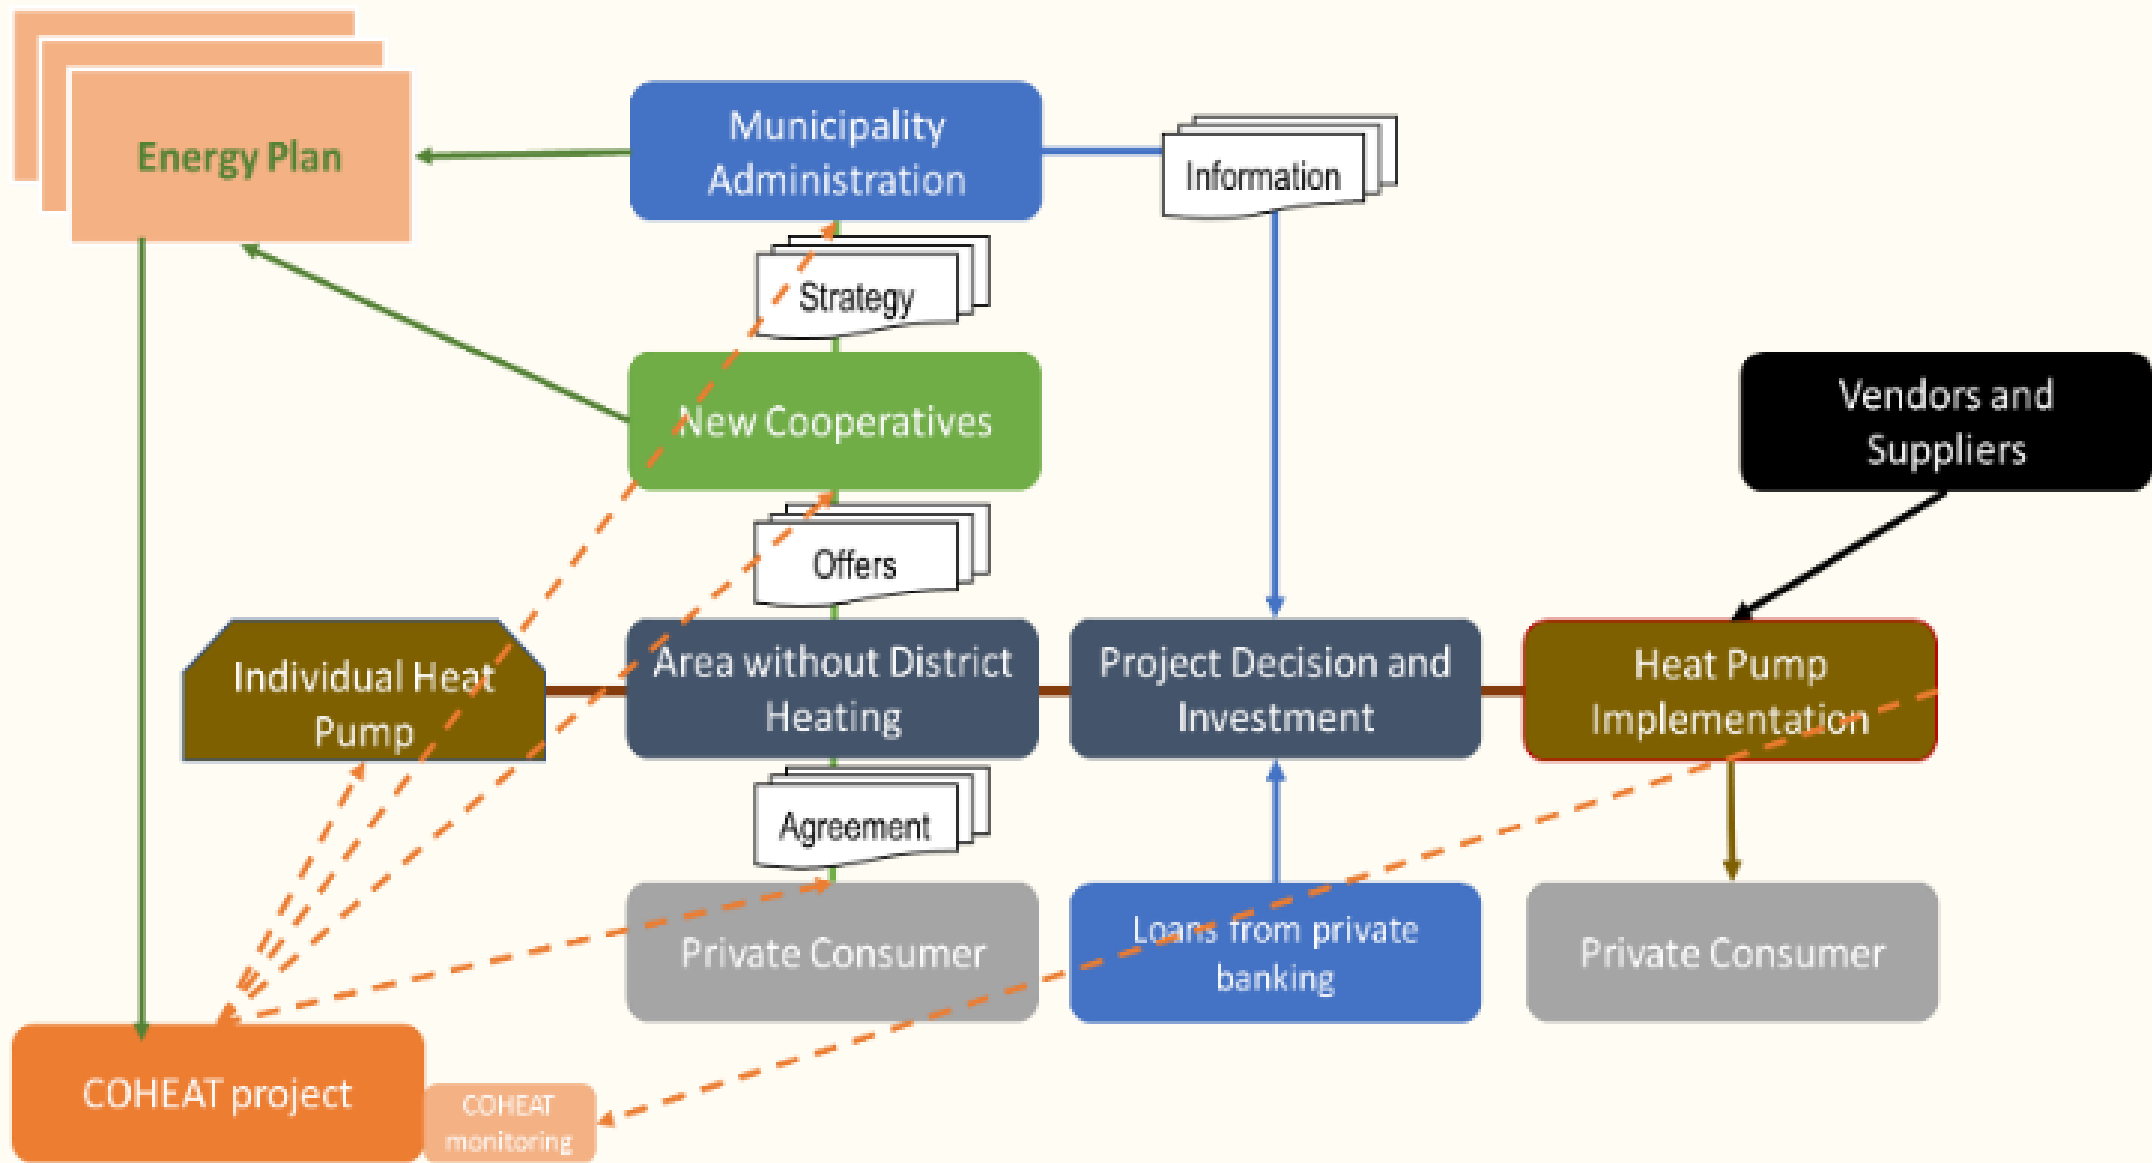 Energy Plan
Municipality
Administration
Information
Strategy
New Cooperatives
Vendors and
Suppliers
Offers
Individual Heat
Pump
Area without District
Heating
Project Decision and
Investment
Heat Pump
Implementation
Agreement
Private Consumer
Loans from private
banking
Private Consumer
COHEAT project
COHEAT
monitoring